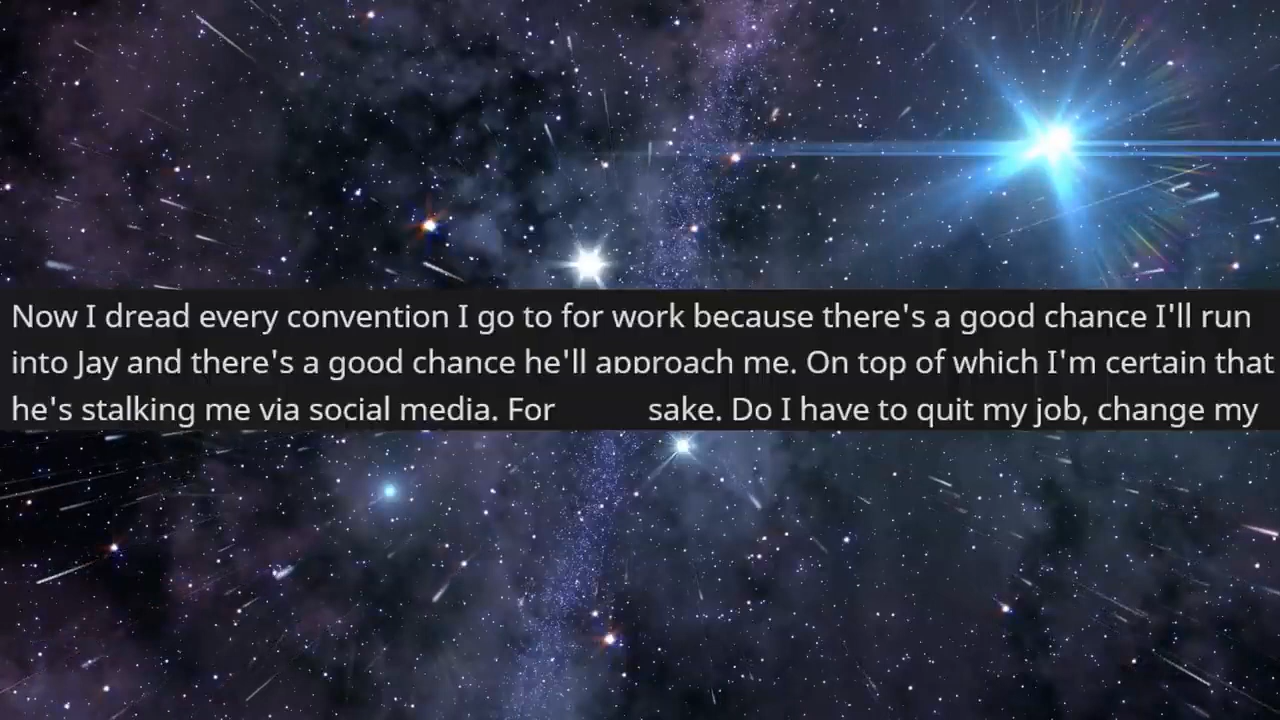 Now I dread every convention I go to for work because there's a good chance I'll run
into Jay and there's a good chance he'll approach me. On top of which I'm certain that
he's stalking me via social media. For sake. Do I have to quit my job, change my